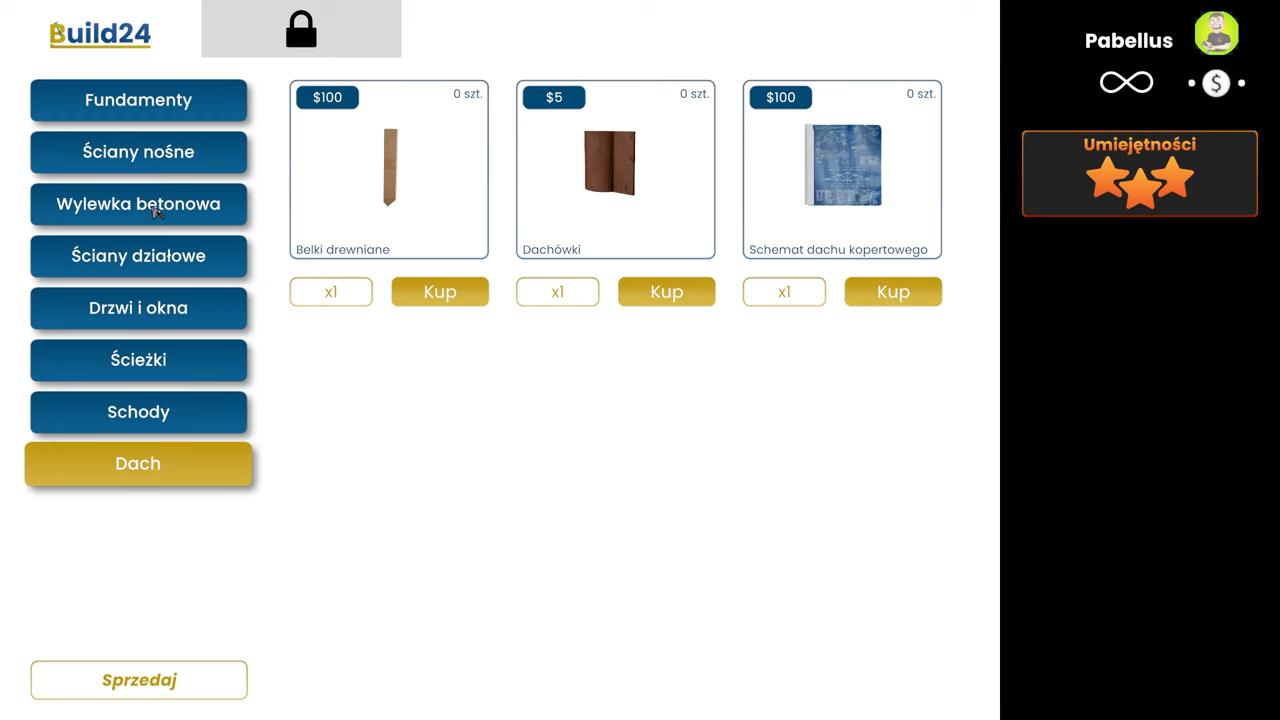 Build24
Pabellus
$
Umiejętności
Fundamenty
Ściany nośne
Wylewka betonowa
Ściany działowe
Drzwi i okna
Ścieżki
Schody
Dach
Sprzedaj
$100
0 szt.
Belki drewniane
x1
Kup
$5
0 szt.
Dachówki
x1
Kup
$100
0 szt.
Schemat dachu kopertowego
x1
Kup